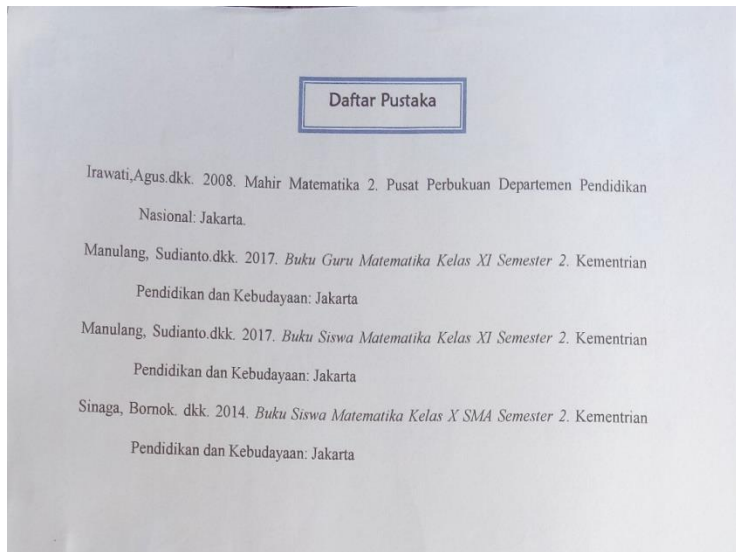 Daftar Pustaka
Irawati,Agus.dkk. 2008. Mahir Matematika 2. Pusat Perbukuan Departemen Pendidikan
Nasional: Jakarta.
Manulang, Sudianto.dkk. 2017. Buku Guru Matematika Kelas XI Semester 2. Kementrian
Pendidikan dan Kebudayaan: Jakarta
Manulang, Sudianto.dkk. 2017. Buku Siswa Matematika Kelas XI Semester 2. Kementrian
Pendidikan dan Kebudayaan: Jakarta
Sinaga, Bornok. dkk. 2014. Buku Siswa Matematika Kelas X SMA Semester 2. Kementrian
Pendidikan dan Kebudayaan: Jakarta